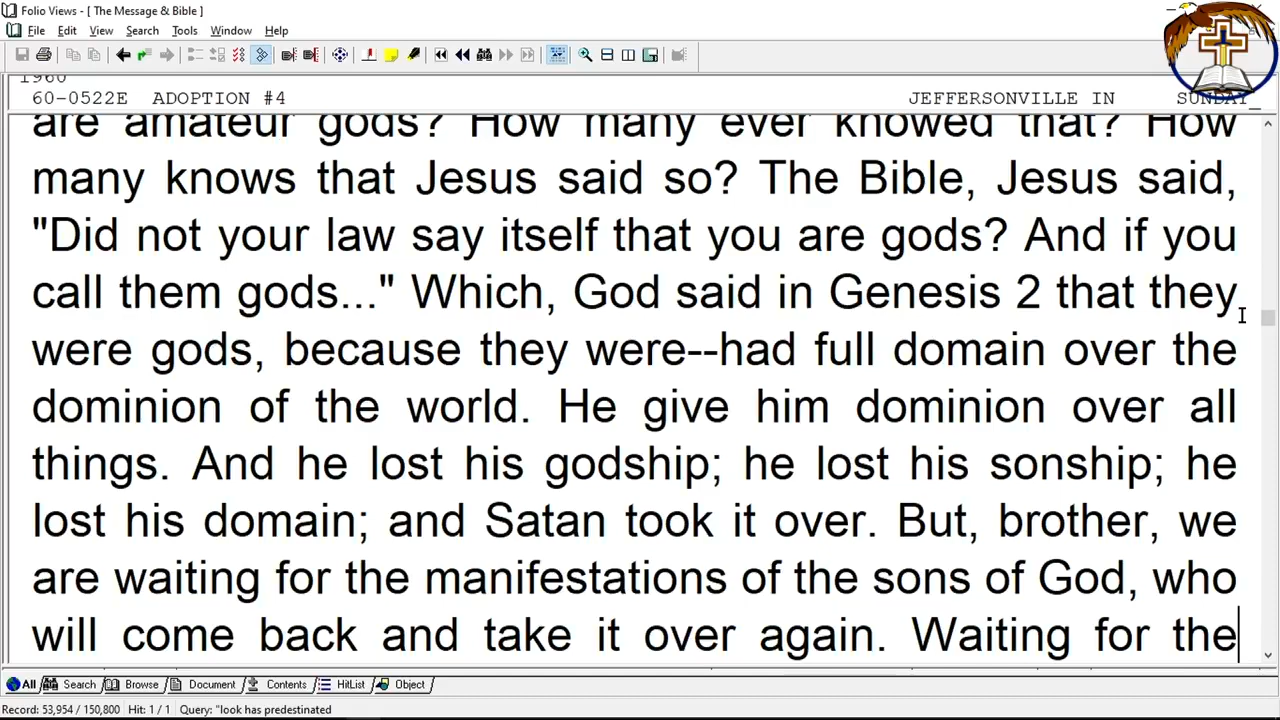 Folio Views - [ The Message & Bible ]
File Edit View Search Tools Window Help
1960
60-0522E ADOPTION #4 JEFFERSONVILLE IN SUNDAY_
are amateur gods? How many ever knowed that? How
many knows that Jesus said so? The Bible, Jesus said,
"Did not your law say itself that you are gods? And if you
call them gods..." Which, God said in Genesis 2 that they
were gods, because they were--had full domain over the
dominion of the world. He give him dominion over all
things. And he lost his godship; he lost his sonship; he
lost his domain; and Satan took it over. But, brother, we
are waiting for the manifestations of the sons of God, who
will come back and take it over again. Waiting for the
All Search Browse Document Contents HitList Object
Record: 53,954 / 150,800 Hit: 1 / 1 Query: "look has predestinated